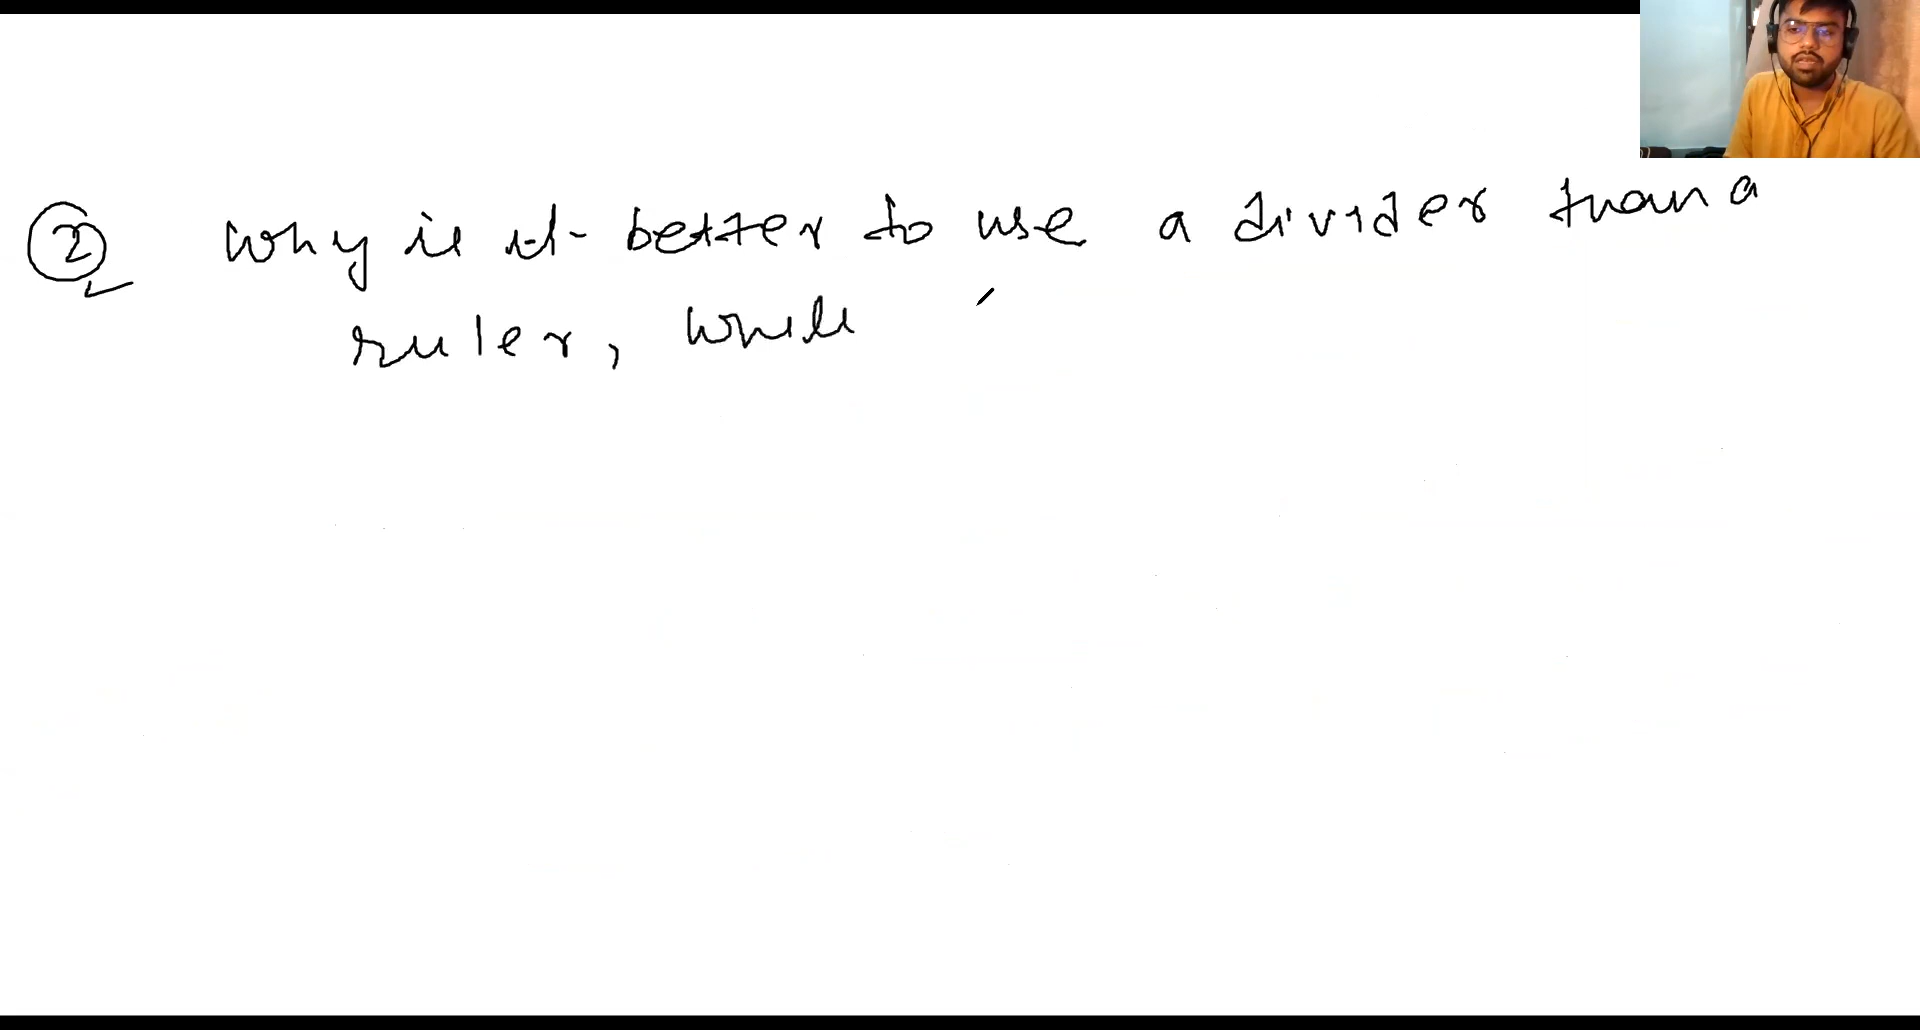 ② Why is it better to use a divider than a
ruler, while